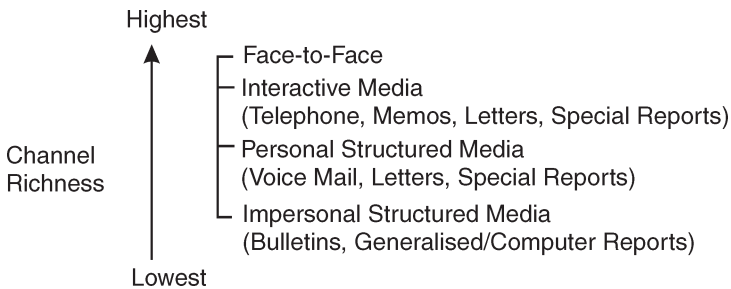 Highest
Face-to-Face
Interactive Media
(Telephone, Memos, Letters, Special Reports)
Channel
Richness
Personal Structured Media
(Voice Mail, Letters, Special Reports)
Impersonal Structured Media
(Bulletins, Generalised/Computer Reports)
Lowest